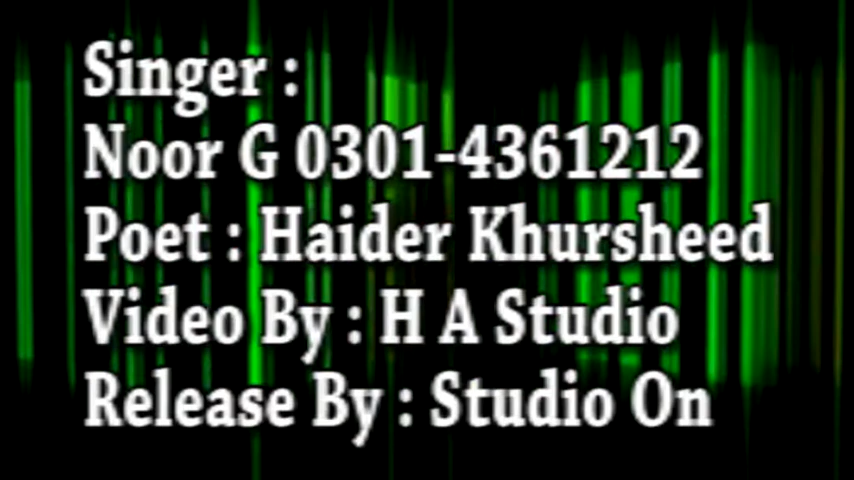 Singer :
Noor G 0301-4361212
Poet : Haider Khursheed
Video By : H A Studio
Release By : Studio On